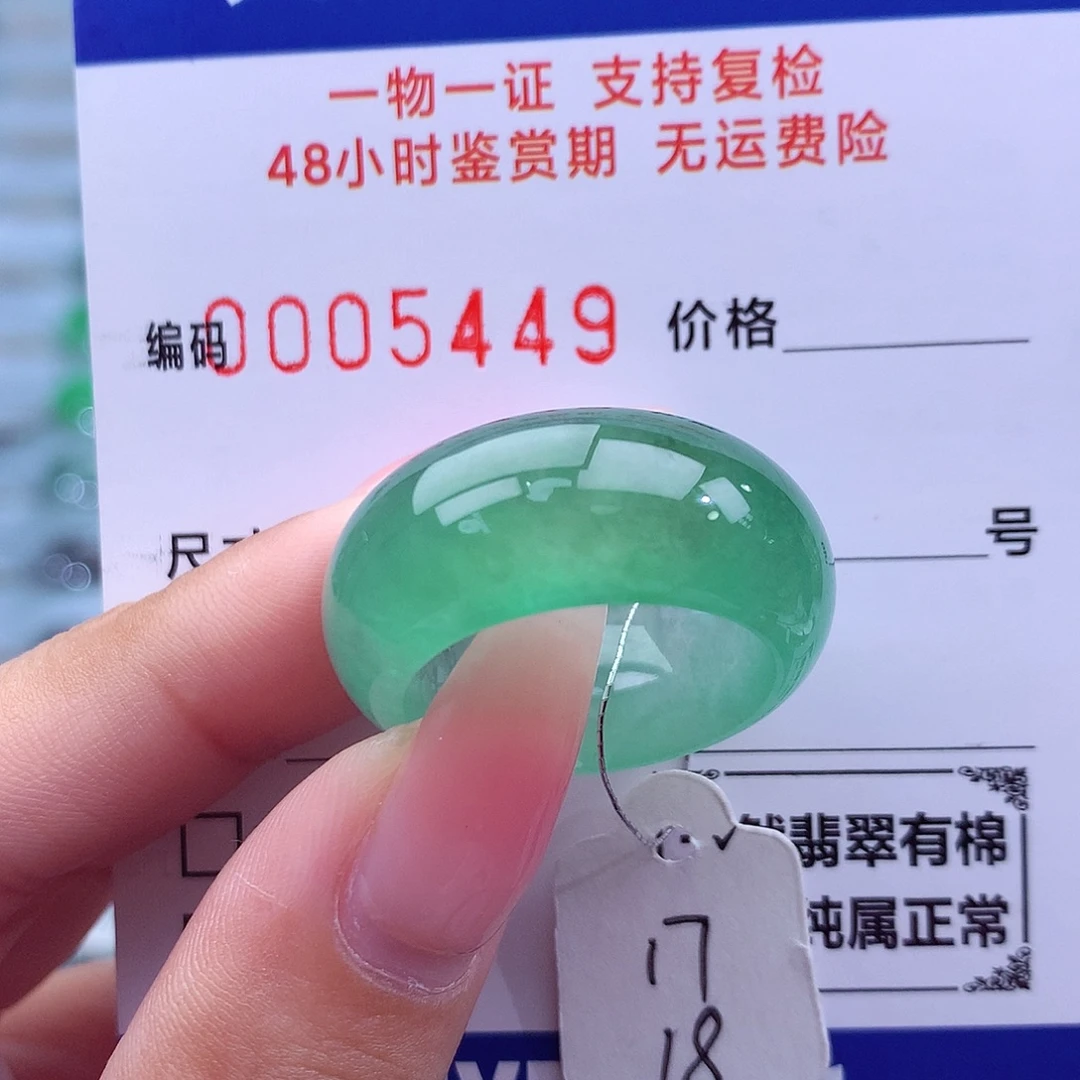 一物一证 支持复检
48小时鉴赏期 无运费险
编码0005449 价格
号
翡翠有棉
纯属正常
17
18